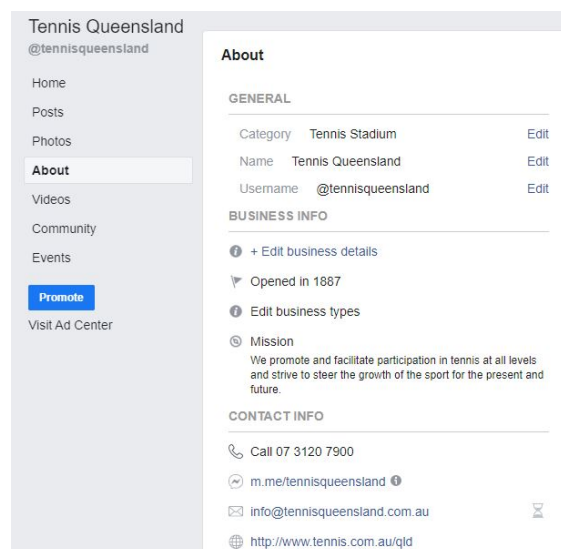 Tennis Queensland
@tennisqueensland
Home
Posts
Photos
About
Videos
Community
Events
Promote
Visit Ad Center
About
GENERAL
Category Tennis Stadium Edit
Name Tennis Queensland Edit
Username @tennisqueensland Edit
BUSINESS INFO
+ Edit business details
Opened in 1887
Edit business types
Mission
We promote and facilitate participation in tennis at all levels
and strive to steer the growth of the sport for the present and
future.
CONTACT INFO
Call 07 3120 7900
m.me/tennisqueensland
info@tennisqueensland.com.au
http://www.tennis.com.au/qld